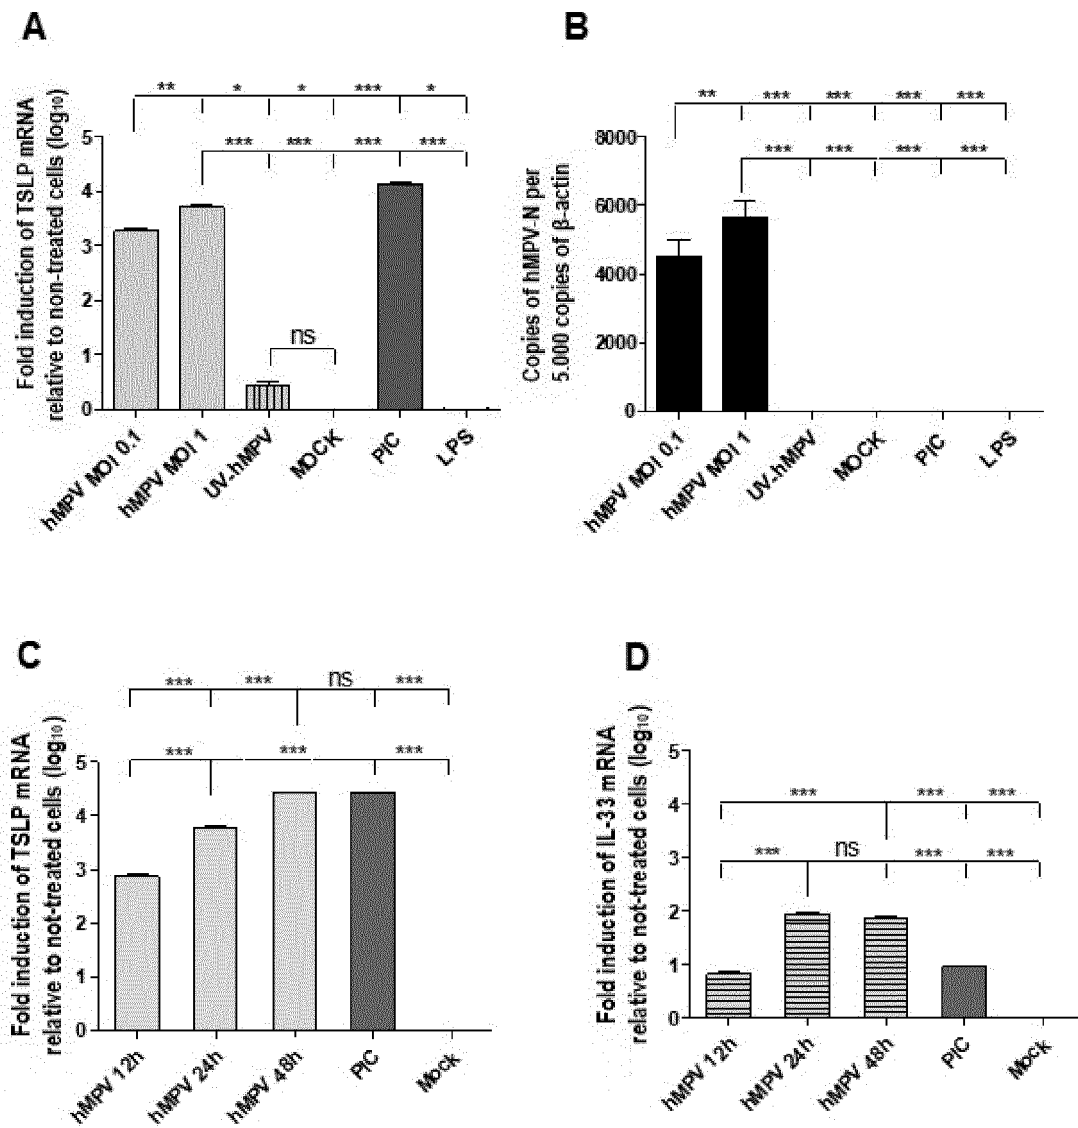 A
** * * *** *
*** *** *** ***
Fold induction of TSLP mRNA
relative to non-treated cells (log10)
5
4
3
2
1
0
ns
hMPV MOI 0.1
hMPV MOI 1
UV-hMPV
MOCK
PIC
LPS
B
** *** *** *** ***
*** *** *** ***
Copies of hMPV-N per
5.000 copies of β-actin
8000
6000
4000
2000
0
hMPV MOI 0.1
hMPV MOI 1
UV-hMPV
MOCK
PIC
LPS
C
*** *** ns ***
*** *** ***
Fold induction of TSLP mRNA
relative to not-treated cells (log10)
5
4
3
2
1
0
hMPV 12h
hMPV 24h
hMPV 48h
PIC
Mock
D
*** *** ***
*** ns *** ***
Fold induction of IL-33 mRNA
relative to not-treated cells (log10)
5
4
3
2
1
0
hMPV 12h
hMPV 24h
hMPV 48h
PIC
Mock